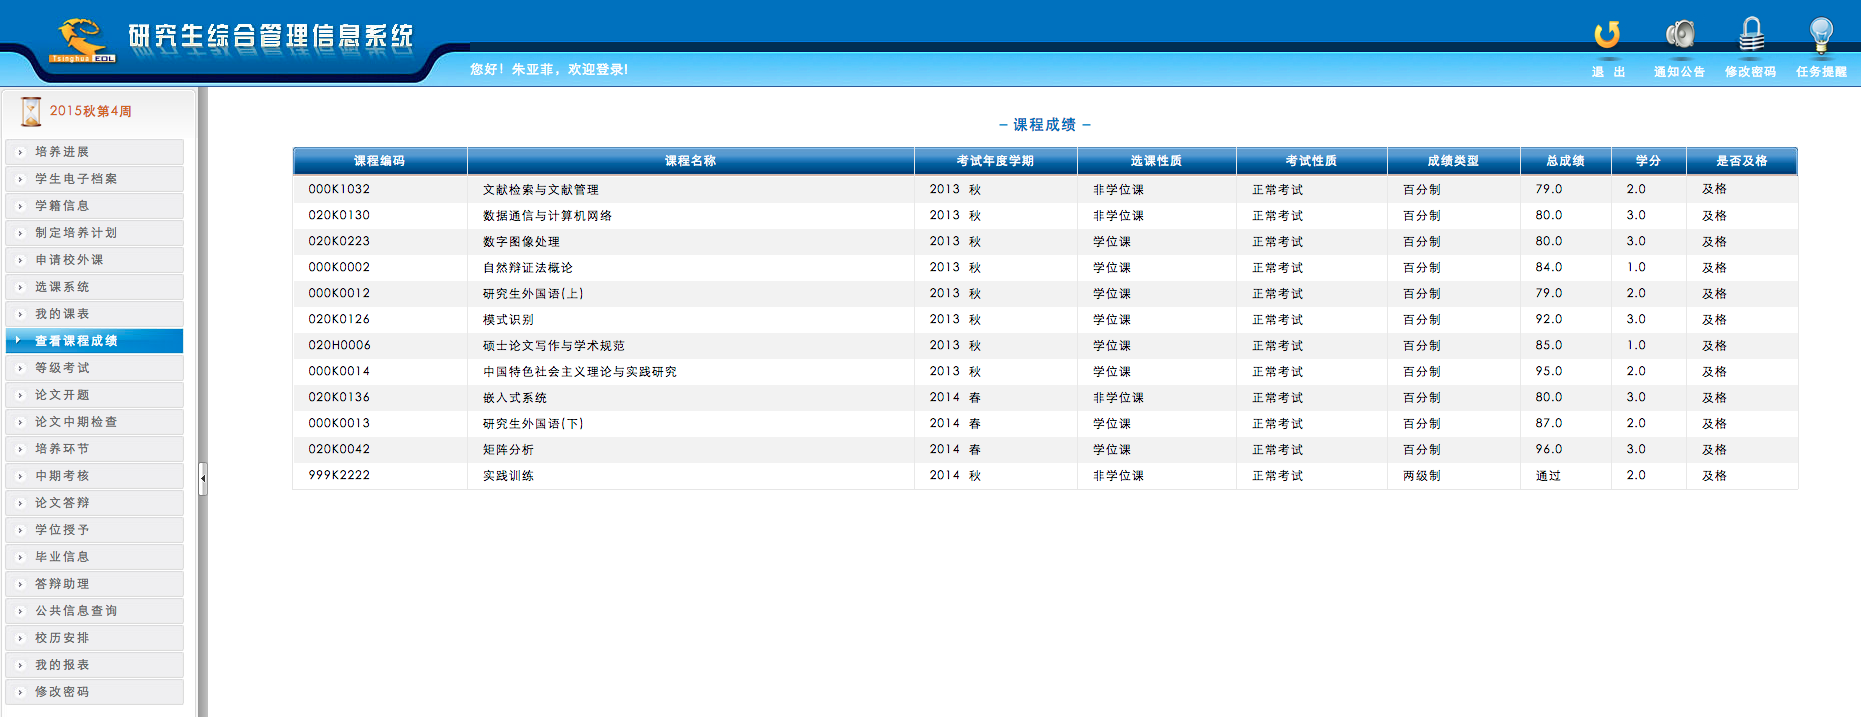 研究生综合管理信息系统
Tsinghua EDL
您好！朱亚菲，欢迎登录!
退 出 通知公告 修改密码 任务提醒
2015秋第4周
培养进展
学生电子档案
学籍信息
制定培养计划
申请校外课
选课系统
我的课表
查看课程成绩
等级考试
论文开题
论文中期检查
培养环节
中期考核
论文答辩
学位授予
毕业信息
答辩助理
公共信息查询
校历安排
我的报表
修改密码
– 课程成绩 –
课程编码 课程名称 考试年度学期 选课性质 考试性质 成绩类型 总成绩 学分 是否及格
000K1032 文献检索与文献管理 2013 秋 非学位课 正常考试 百分制 79.0 2.0 及格
020K0130 数据通信与计算机网络 2013 秋 非学位课 正常考试 百分制 80.0 3.0 及格
020K0223 数字图像处理 2013 秋 学位课 正常考试 百分制 80.0 3.0 及格
000K0002 自然辩证法概论 2013 秋 学位课 正常考试 百分制 84.0 1.0 及格
000K0012 研究生外国语(上) 2013 秋 学位课 正常考试 百分制 79.0 2.0 及格
020K0126 模式识别 2013 秋 学位课 正常考试 百分制 92.0 3.0 及格
020H0006 硕士论文写作与学术规范 2013 秋 学位课 正常考试 百分制 85.0 1.0 及格
000K0014 中国特色社会主义理论与实践研究 2013 秋 学位课 正常考试 百分制 95.0 2.0 及格
020K0136 嵌入式系统 2014 春 非学位课 正常考试 百分制 80.0 3.0 及格
000K0013 研究生外国语(下) 2014 春 学位课 正常考试 百分制 87.0 2.0 及格
020K0042 矩阵分析 2014 春 学位课 正常考试 百分制 96.0 3.0 及格
999K2222 实践训练 2014 秋 非学位课 正常考试 两级制 通过 2.0 及格